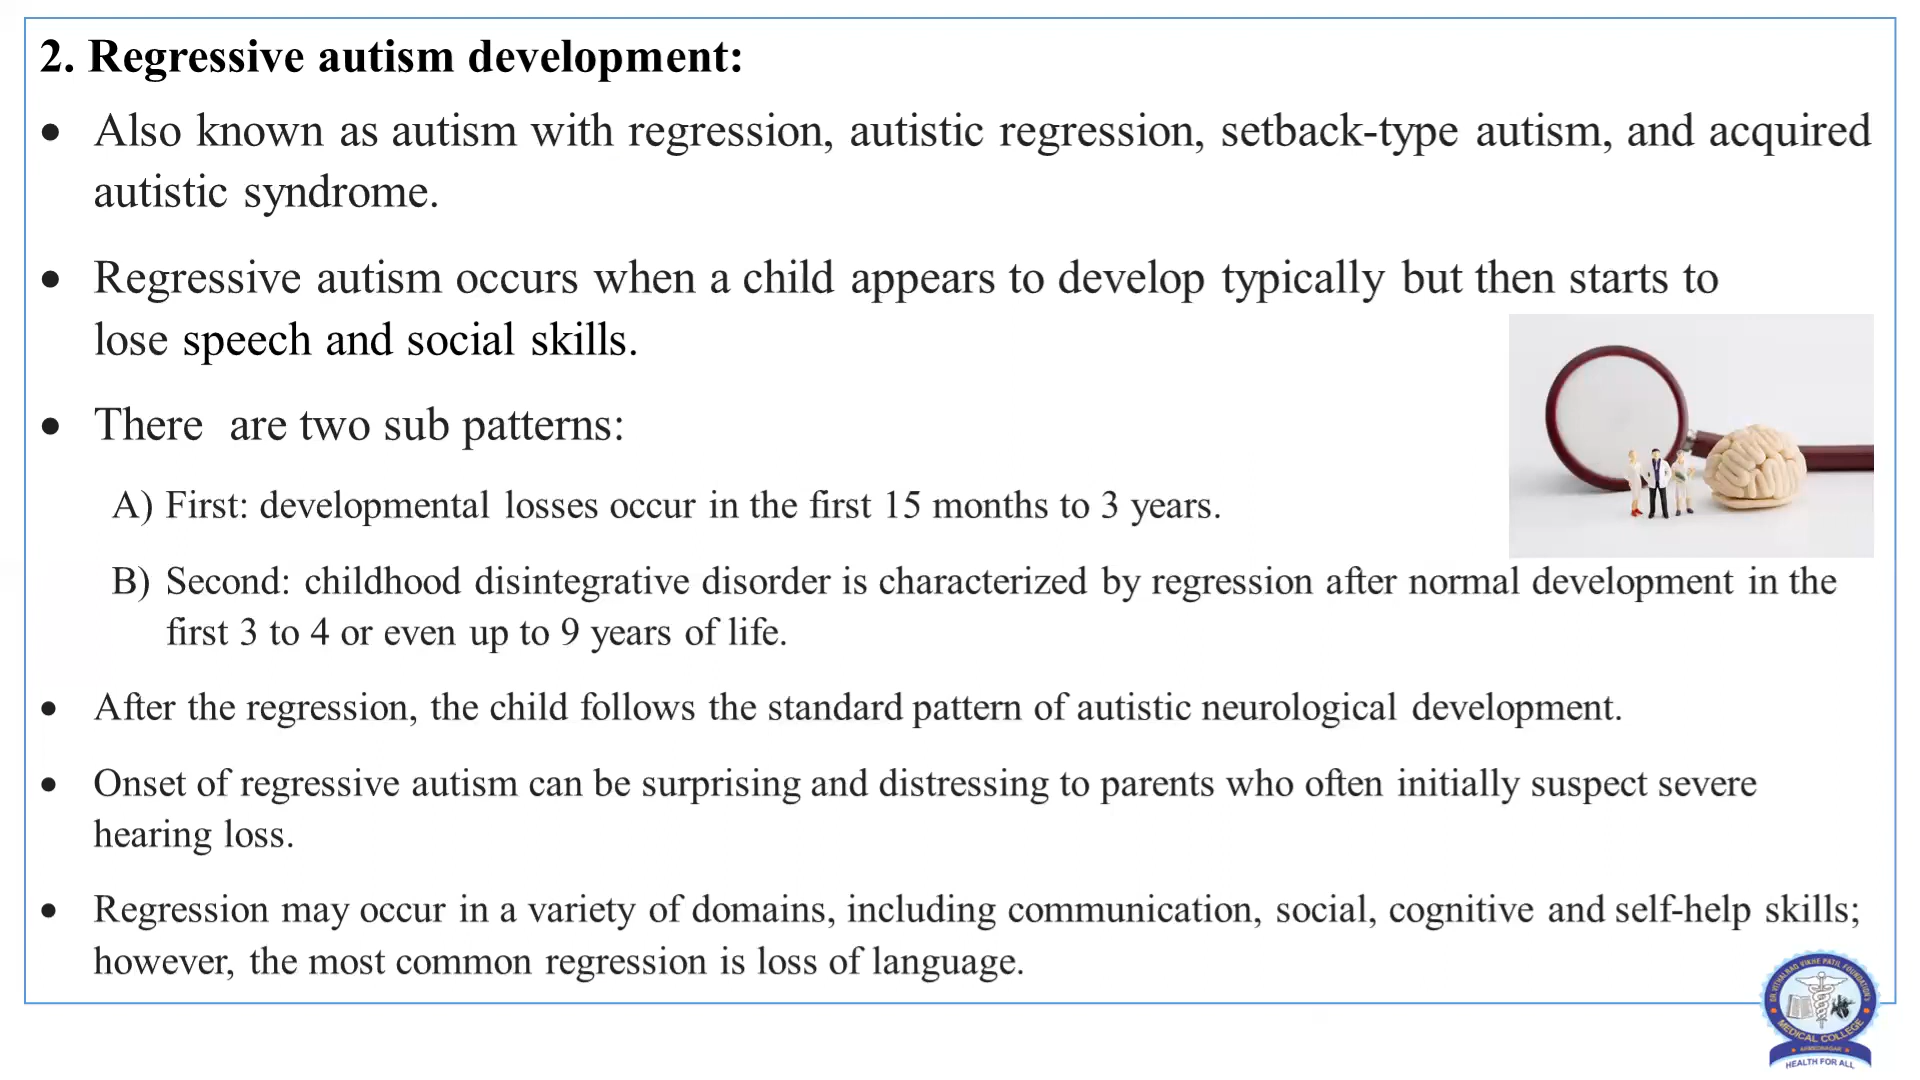 2. Regressive autism development:
• Also known as autism with regression, autistic regression, setback-type autism, and acquired
autistic syndrome.
• Regressive autism occurs when a child appears to develop typically but then starts to
lose speech and social skills.
• There are two sub patterns:
A) First: developmental losses occur in the first 15 months to 3 years.
B) Second: childhood disintegrative disorder is characterized by regression after normal development in the
first 3 to 4 or even up to 9 years of life.
• After the regression, the child follows the standard pattern of autistic neurological development.
• Onset of regressive autism can be surprising and distressing to parents who often initially suspect severe
hearing loss.
• Regression may occur in a variety of domains, including communication, social, cognitive and self-help skills;
however, the most common regression is loss of language.
DR. VITHALRAO VIKHE PATIL FOUNDATION'S
MEDICAL COLLEGE
AHMEDNAGAR
HEALTH FOR ALL